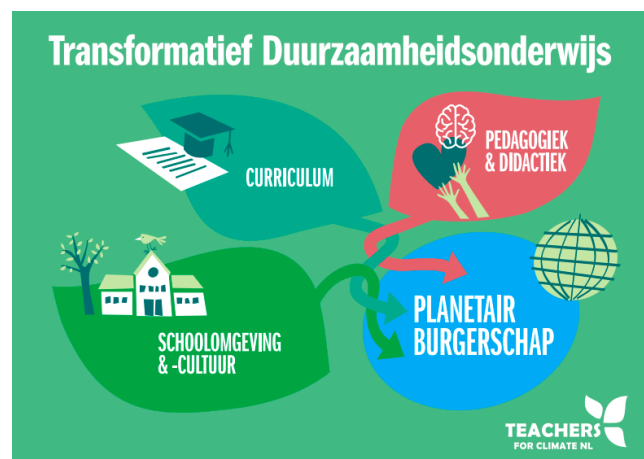 Transformatief Duurzaamheidsonderwijs
CURRICULUM
PEDAGOGIEK
& DIDACTIEK
SCHOOLOMGEVING
& -CULTUUR
PLANETAIR
BURGERSCHAP
TEACHERS
FOR CLIMATE NL